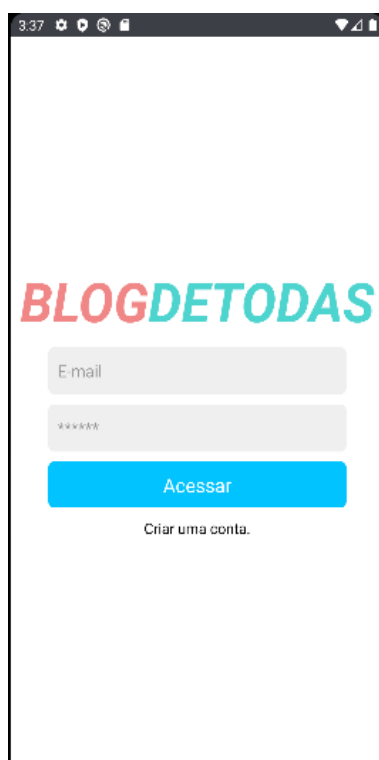 3:37
BLOGDETODAS
E-mail
******
Acessar
Criar uma conta.